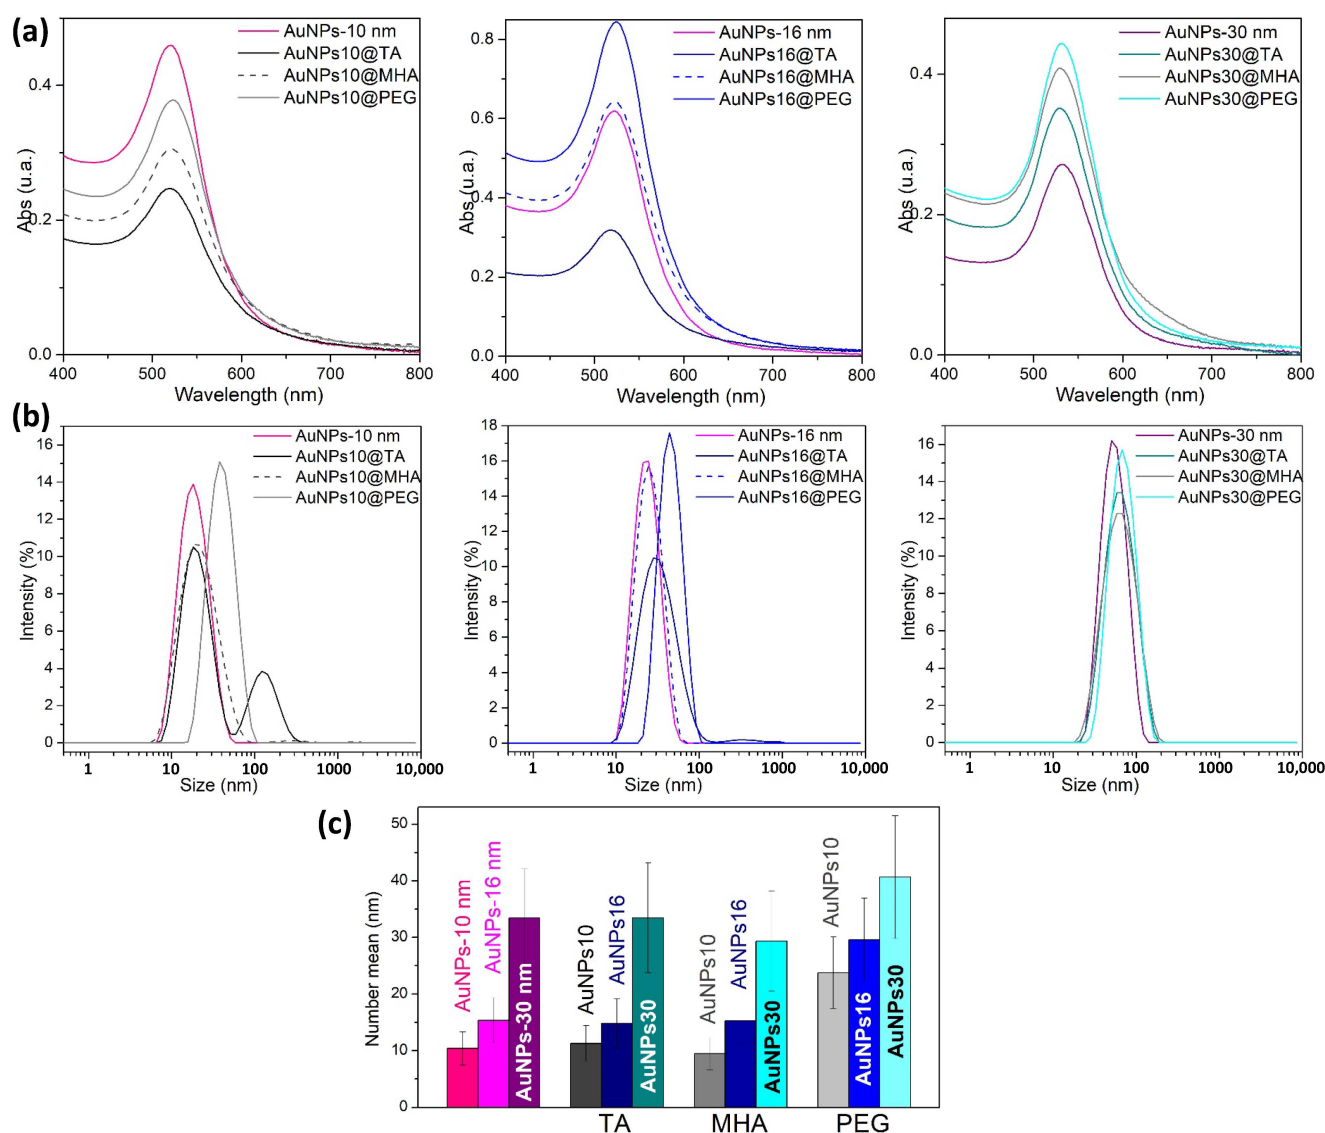 (a)
AuNPs-10 nm
AuNPs10@TA
AuNPs10@MHA
AuNPs10@PEG
0.4
0.2
0.0
Abs (u.a.)
400 500 600 700 800
Wavelength (nm)
AuNPs-16 nm
AuNPs16@TA
AuNPs16@MHA
AuNPs16@PEG
0.8
0.6
0.4
0.2
0.0
Abs (u.a.)
400 500 600 700 800
Wavelength (nm)
AuNPs-30 nm
AuNPs30@TA
AuNPs30@MHA
AuNPs30@PEG
0.4
0.2
0.0
Abs (u.a.)
400 500 600 700 800
Wavelength (nm)
(b)
AuNPs-10 nm
AuNPs10@TA
AuNPs10@MHA
AuNPs10@PEG
16
14
12
10
8
6
4
2
0
Intensity (%)
1 10 100 1000 10,000
Size (nm)
AuNPs-16 nm
AuNPs16@TA
AuNPs16@MHA
AuNPs16@PEG
18
16
14
12
10
8
6
4
2
0
Intensity (%)
1 10 100 1000 10,000
Size (nm)
AuNPs-30 nm
AuNPs30@TA
AuNPs30@MHA
AuNPs30@PEG
16
14
12
10
8
6
4
2
0
Intensity (%)
1 10 100 1000 10,000
Size (nm)
(c)
50
40
30
20
10
0
Number mean (nm)
AuNPs-10 nm
AuNPs-16 nm
AuNPs-30 nm
AuNPs10
AuNPs16
AuNPs30
AuNPs10
AuNPs16
AuNPs30
AuNPs10
AuNPs16
AuNPs30
TA MHA PEG